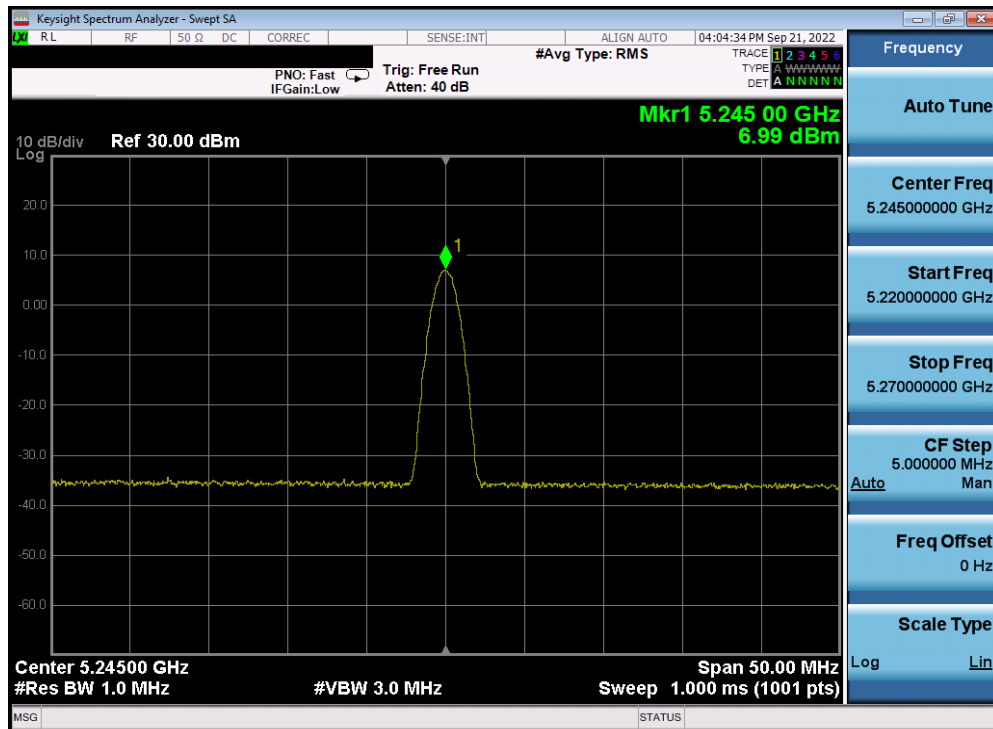 Keysight Spectrum Analyzer - Swept SA
LXI RL RF 50 Ω DC CORREC SENSE:INT ALIGN AUTO 04:04:34 PM Sep 21, 2022
#Avg Type: RMS
TRACE 1 2 3 4 5 6
PNO: Fast Trig: Free Run
TYPE A WWWWW
IFGain:Low Atten: 40 dB
DET A N N N N N
Mkr1 5.245 00 GHz
6.99 dBm
10 dB/div Ref 30.00 dBm
Log
20.0
1
10.0
0.00
-10.0
-20.0
-30.0
-40.0
-50.0
-60.0
Center 5.24500 GHz Span 50.00 MHz
#Res BW 1.0 MHz #VBW 3.0 MHz Sweep 1.000 ms (1001 pts)
MSG STATUS
Frequency
Auto Tune
Center Freq
5.245000000 GHz
Start Freq
5.220000000 GHz
Stop Freq
5.270000000 GHz
CF Step
5.000000 MHz
Auto Man
Freq Offset
0 Hz
Scale Type
Log Lin